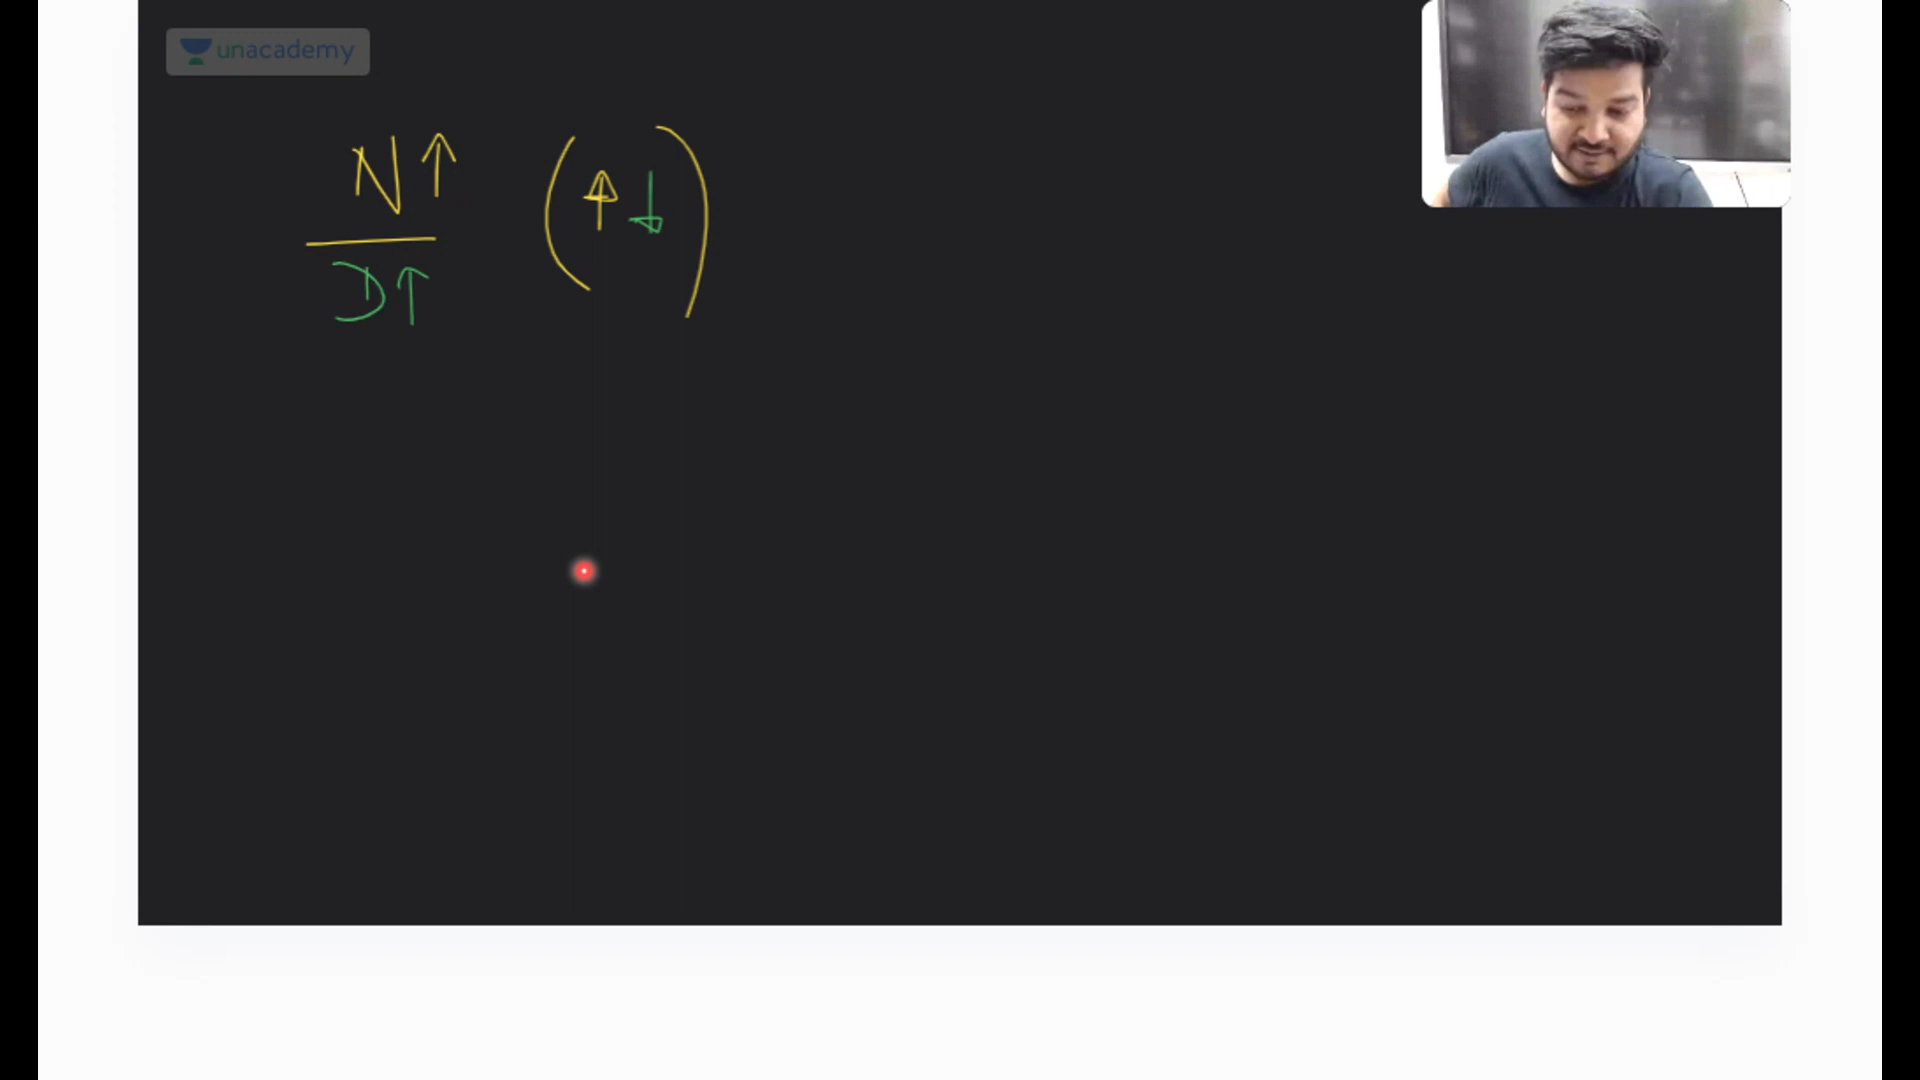 unacademy
N↑ (↑↓)
D↑